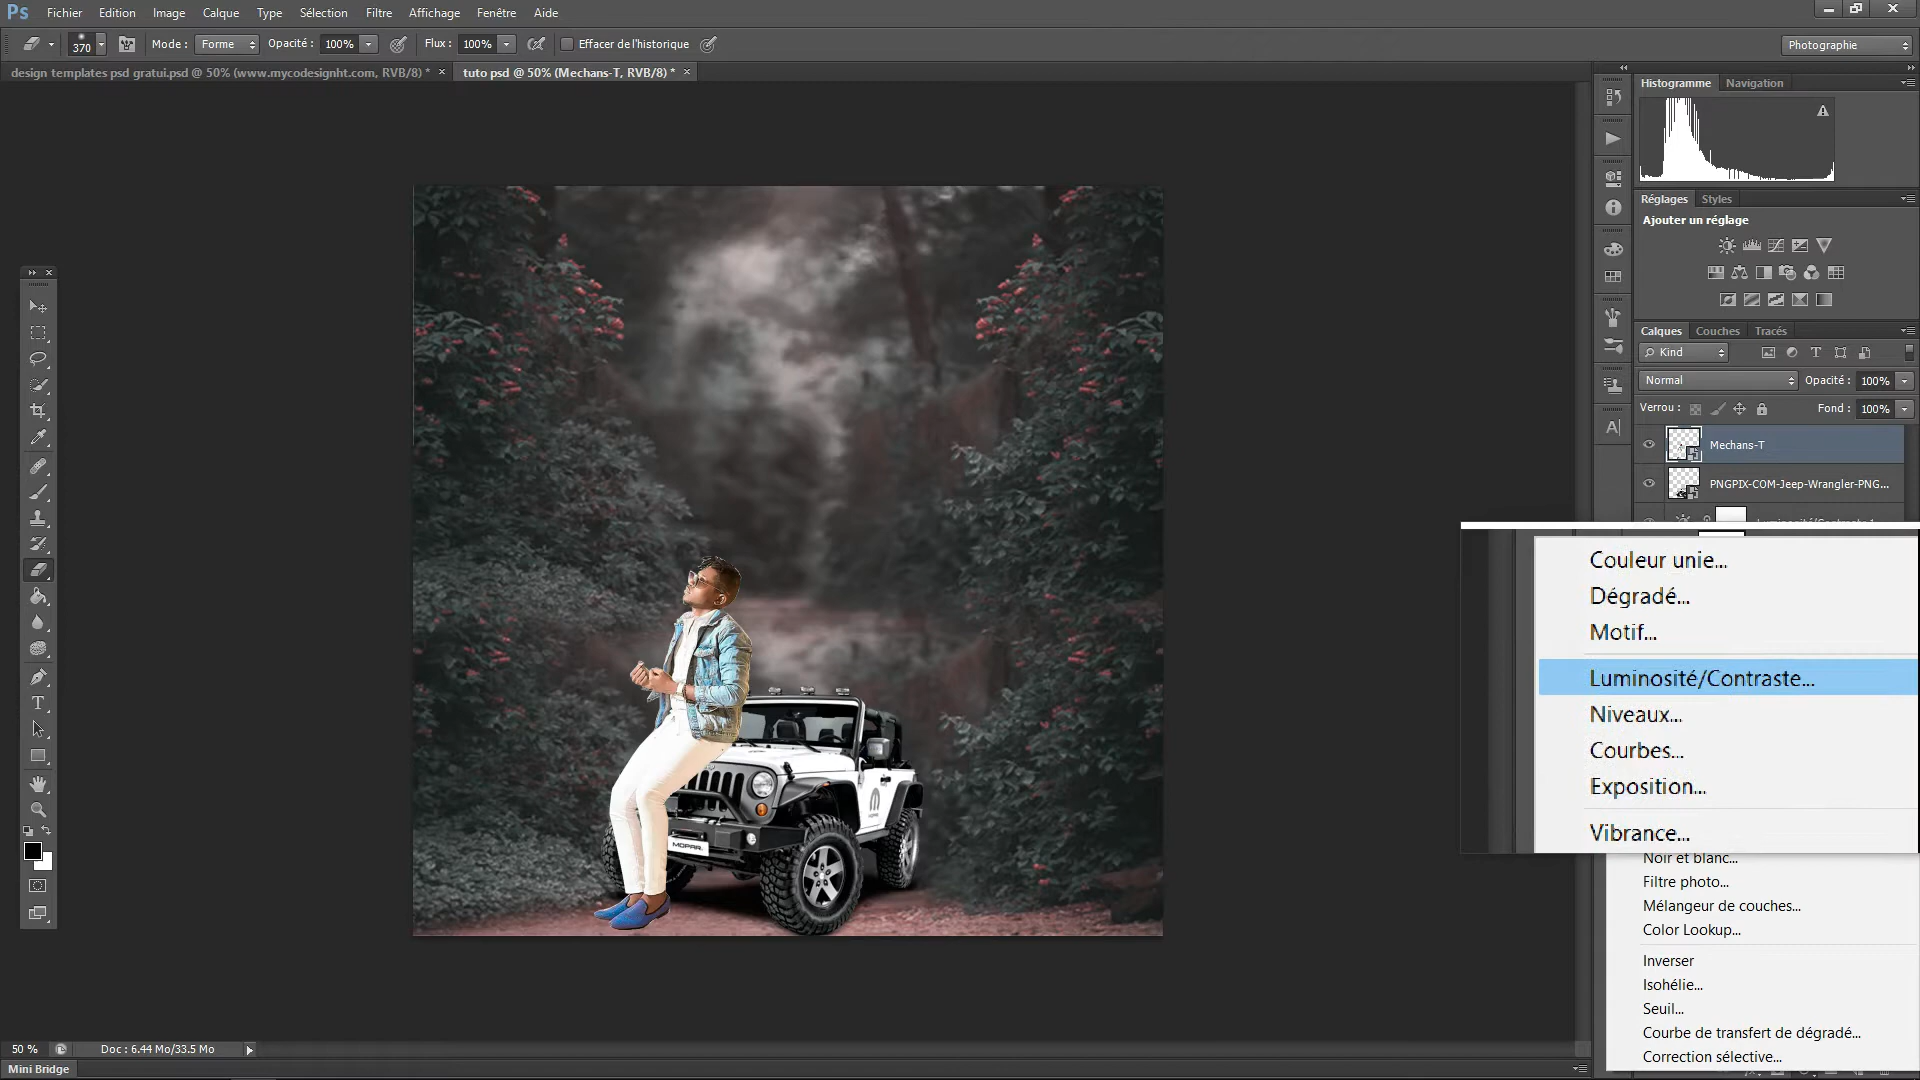 Ps Fichier Edition Image Calque Type Sélection Filtre Affichage Fenêtre Aide
370 Mode : Forme Opacité : 100% Flux : 100% Effacer de l'historique Photographie
design templates psd gratui.psd @ 50% (www.mycodesignht.com, RVB/8) * × tuto psd @ 50% (Mechans-T, RVB/8) * ×
Histogramme Navigation
Réglages Styles
Ajouter un réglage
Calques Couches Tracés
Kind
Normal Opacité : 100%
Verrou : Fond : 100%
Mechans-T
PNGPIX-COM-Jeep-Wrangler-PNG...
Couleur unie...
Dégradé...
Motif...
Luminosité/Contraste...
Niveaux...
Courbes...
Exposition...
Vibrance...
Noir et blanc...
Filtre photo...
Mélangeur de couches...
Color Lookup...
Inverser
Isohélie...
Seuil...
Courbe de transfert de dégradé...
Correction sélective...
MOPAR.
50 % Doc : 6.44 Mo/33.5 Mo
Mini Bridge